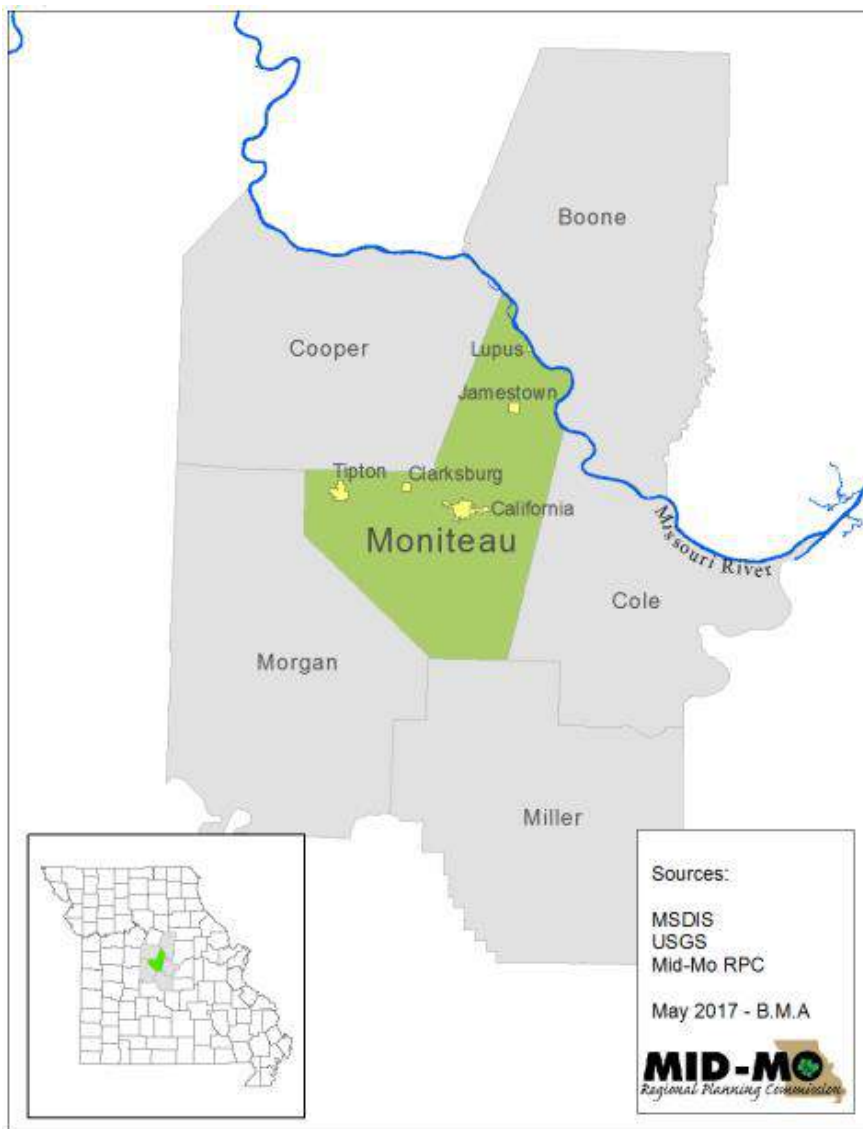 Boone
Cooper
Lupus
Jamestown
Tipton
Clarksburg
California
Moniteau
Missouri River
Cole
Morgan
Miller
Sources:
MSDIS
USGS
Mid-Mo RPC
May 2017 - B.M.A
MID-MO
Regional Planning Commission